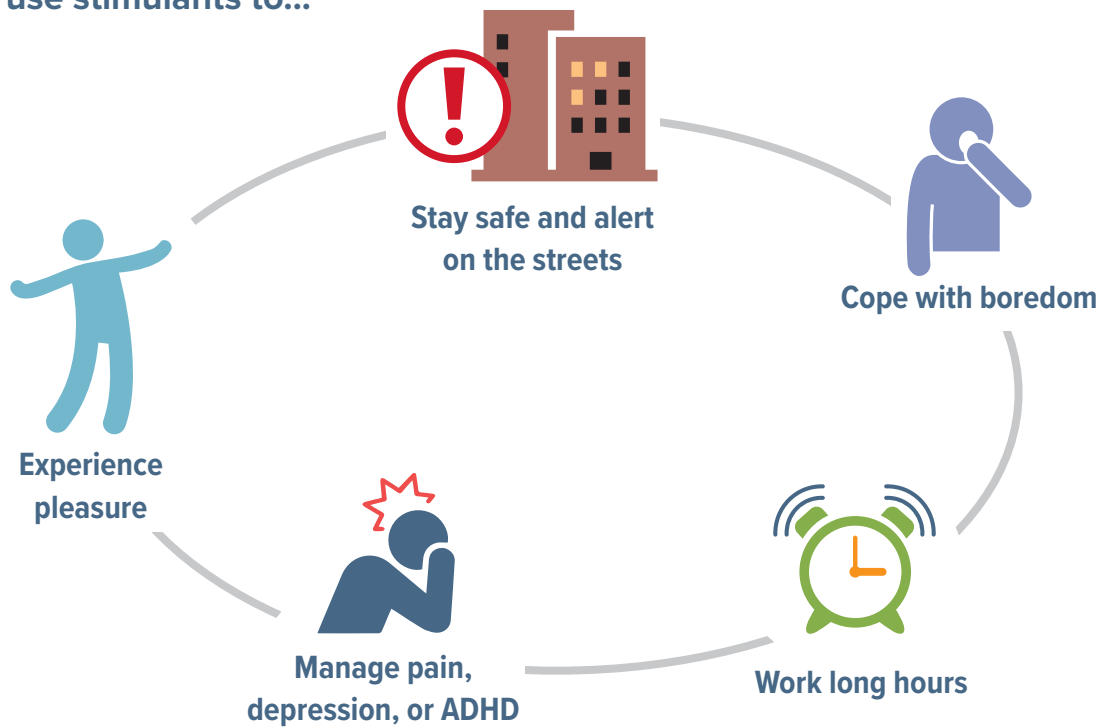 use stimulants to...
Stay safe and alert
on the streets
Cope with boredom
Experience
pleasure
Manage pain,
depression, or ADHD
Work long hours